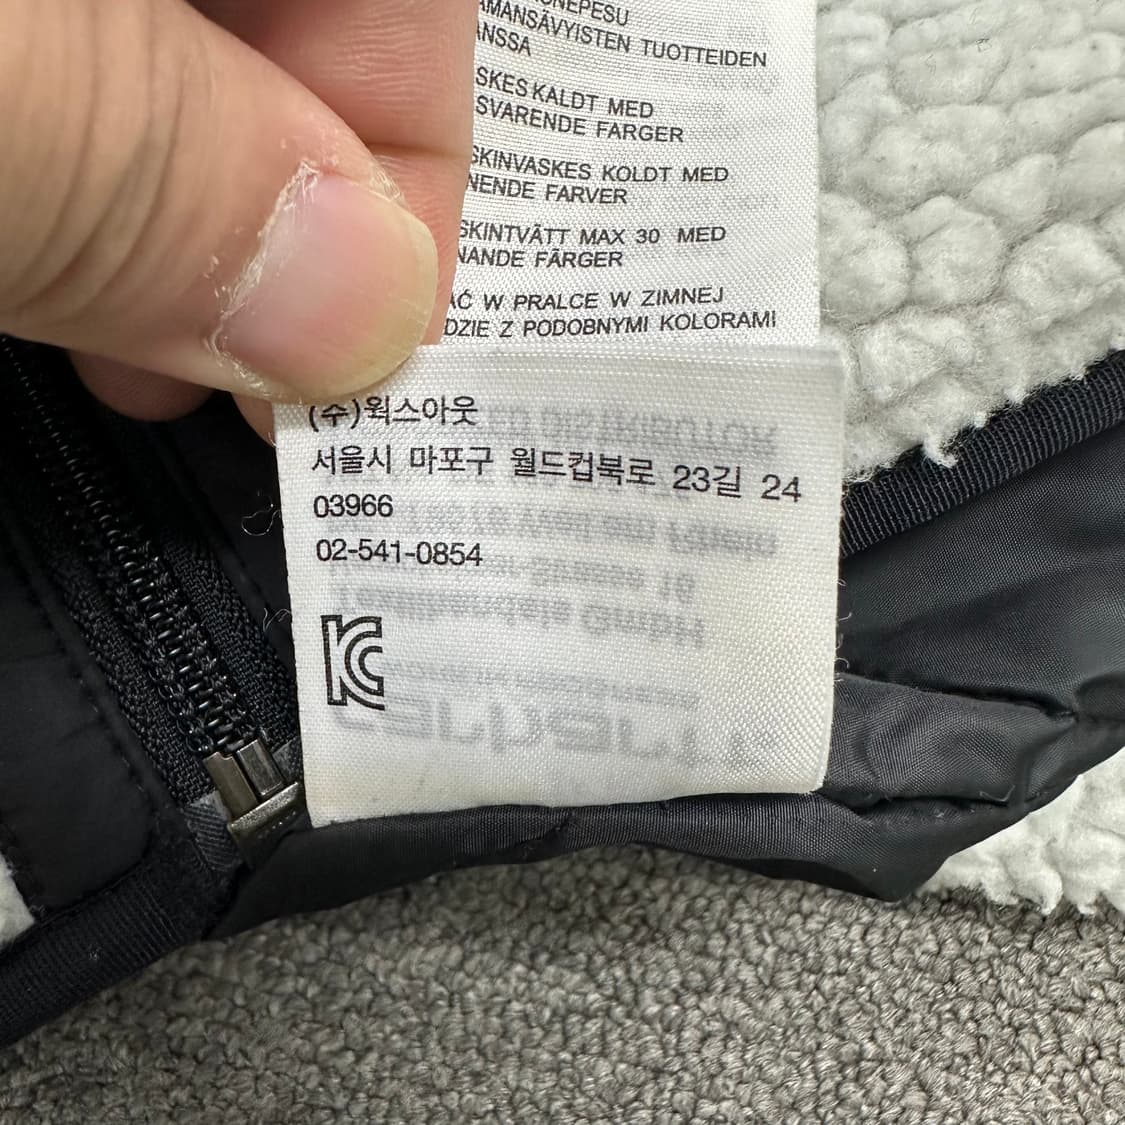 ONEPESU
AMANSÄVYISTEN TUOTTEIDEN
ANSSA
SKES KALDT MED
SVARENDE FARGER
SKINVASKES KOLDT MED
NENDE FARVER
SKINTVÄTT MAX 30 MED
NANDE FÄRGER
AĆ W PRALCE W ZIMNEJ
DZIE Z PODOBNYMI KOLORAMI
(주)웍스아웃
서울시 마포구 월드컵북로 23길 24
03966
02-541-0854